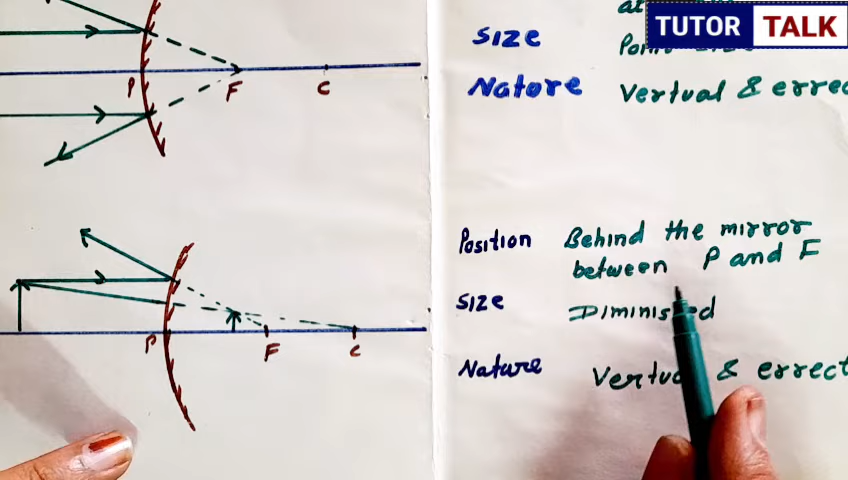 TUTOR TALK
SIZE
Nature Vertual & errec
P F C
Position Behind the mirror
between P and F
SIZE Diminished
Nature Vertual & errect
P F C